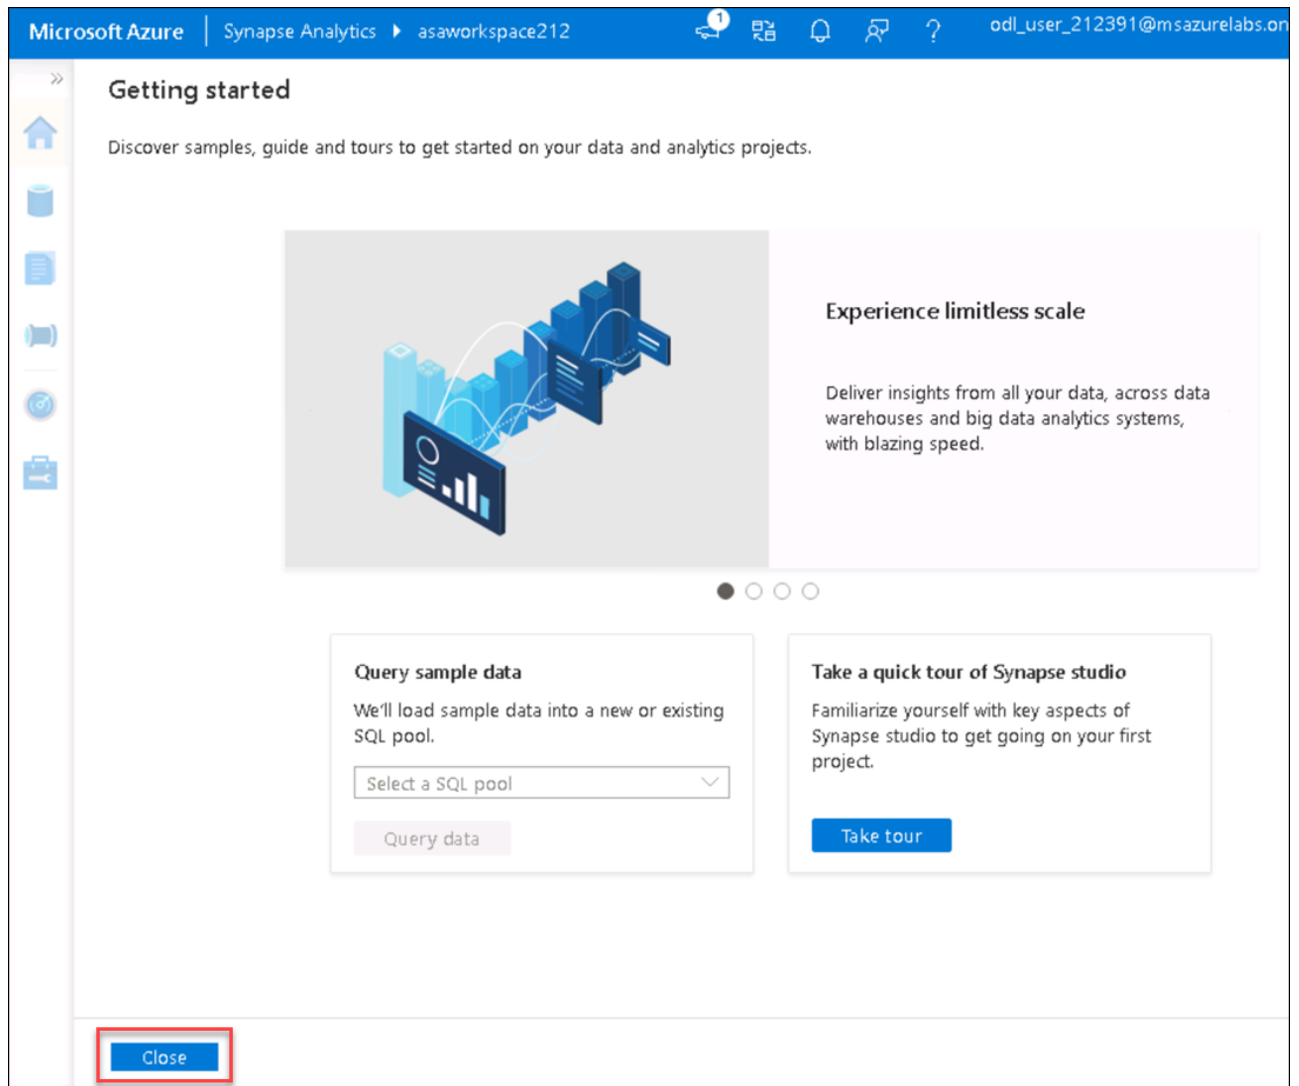 Microsoft Azure Synapse Analytics asaworkspace212 1 ? odl_user_212391@msazurelabs.on
Getting started
Discover samples, guide and tours to get started on your data and analytics projects.
Experience limitless scale
Deliver insights from all your data, across data
warehouses and big data analytics systems,
with blazing speed.
Query sample data
We'll load sample data into a new or existing
SQL pool.
Select a SQL pool
Query data
Take a quick tour of Synapse studio
Familiarize yourself with key aspects of
Synapse studio to get going on your first
project.
Take tour
Close